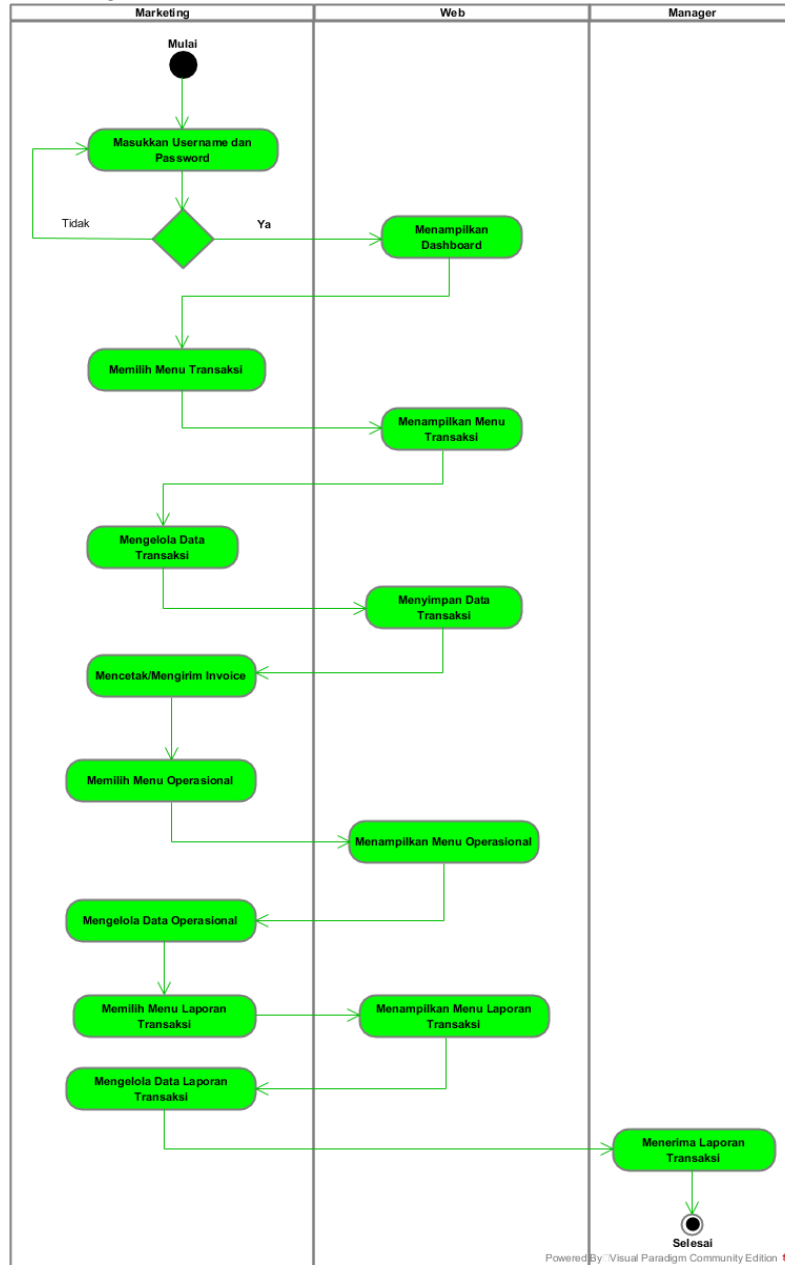 Marketing
Web
Manager
Mulai
Masukkan Username dan
Password
Tidak
Ya
Menampilkan
Dashboard
Memilih Menu Transaksi
Menampilkan Menu
Transaksi
Mengelola Data
Transaksi
Menyimpan Data
Transaksi
Mencetak/Mengirim Invoice
Memilih Menu Operasional
Menampilkan Menu Operasional
Mengelola Data Operasional
Memilih Menu Laporan
Transaksi
Menampilkan Menu Laporan
Transaksi
Mengelola Data Laporan
Transaksi
Menerima Laporan
Transaksi
Selesai
Powered By Visual Paradigm Community Edition